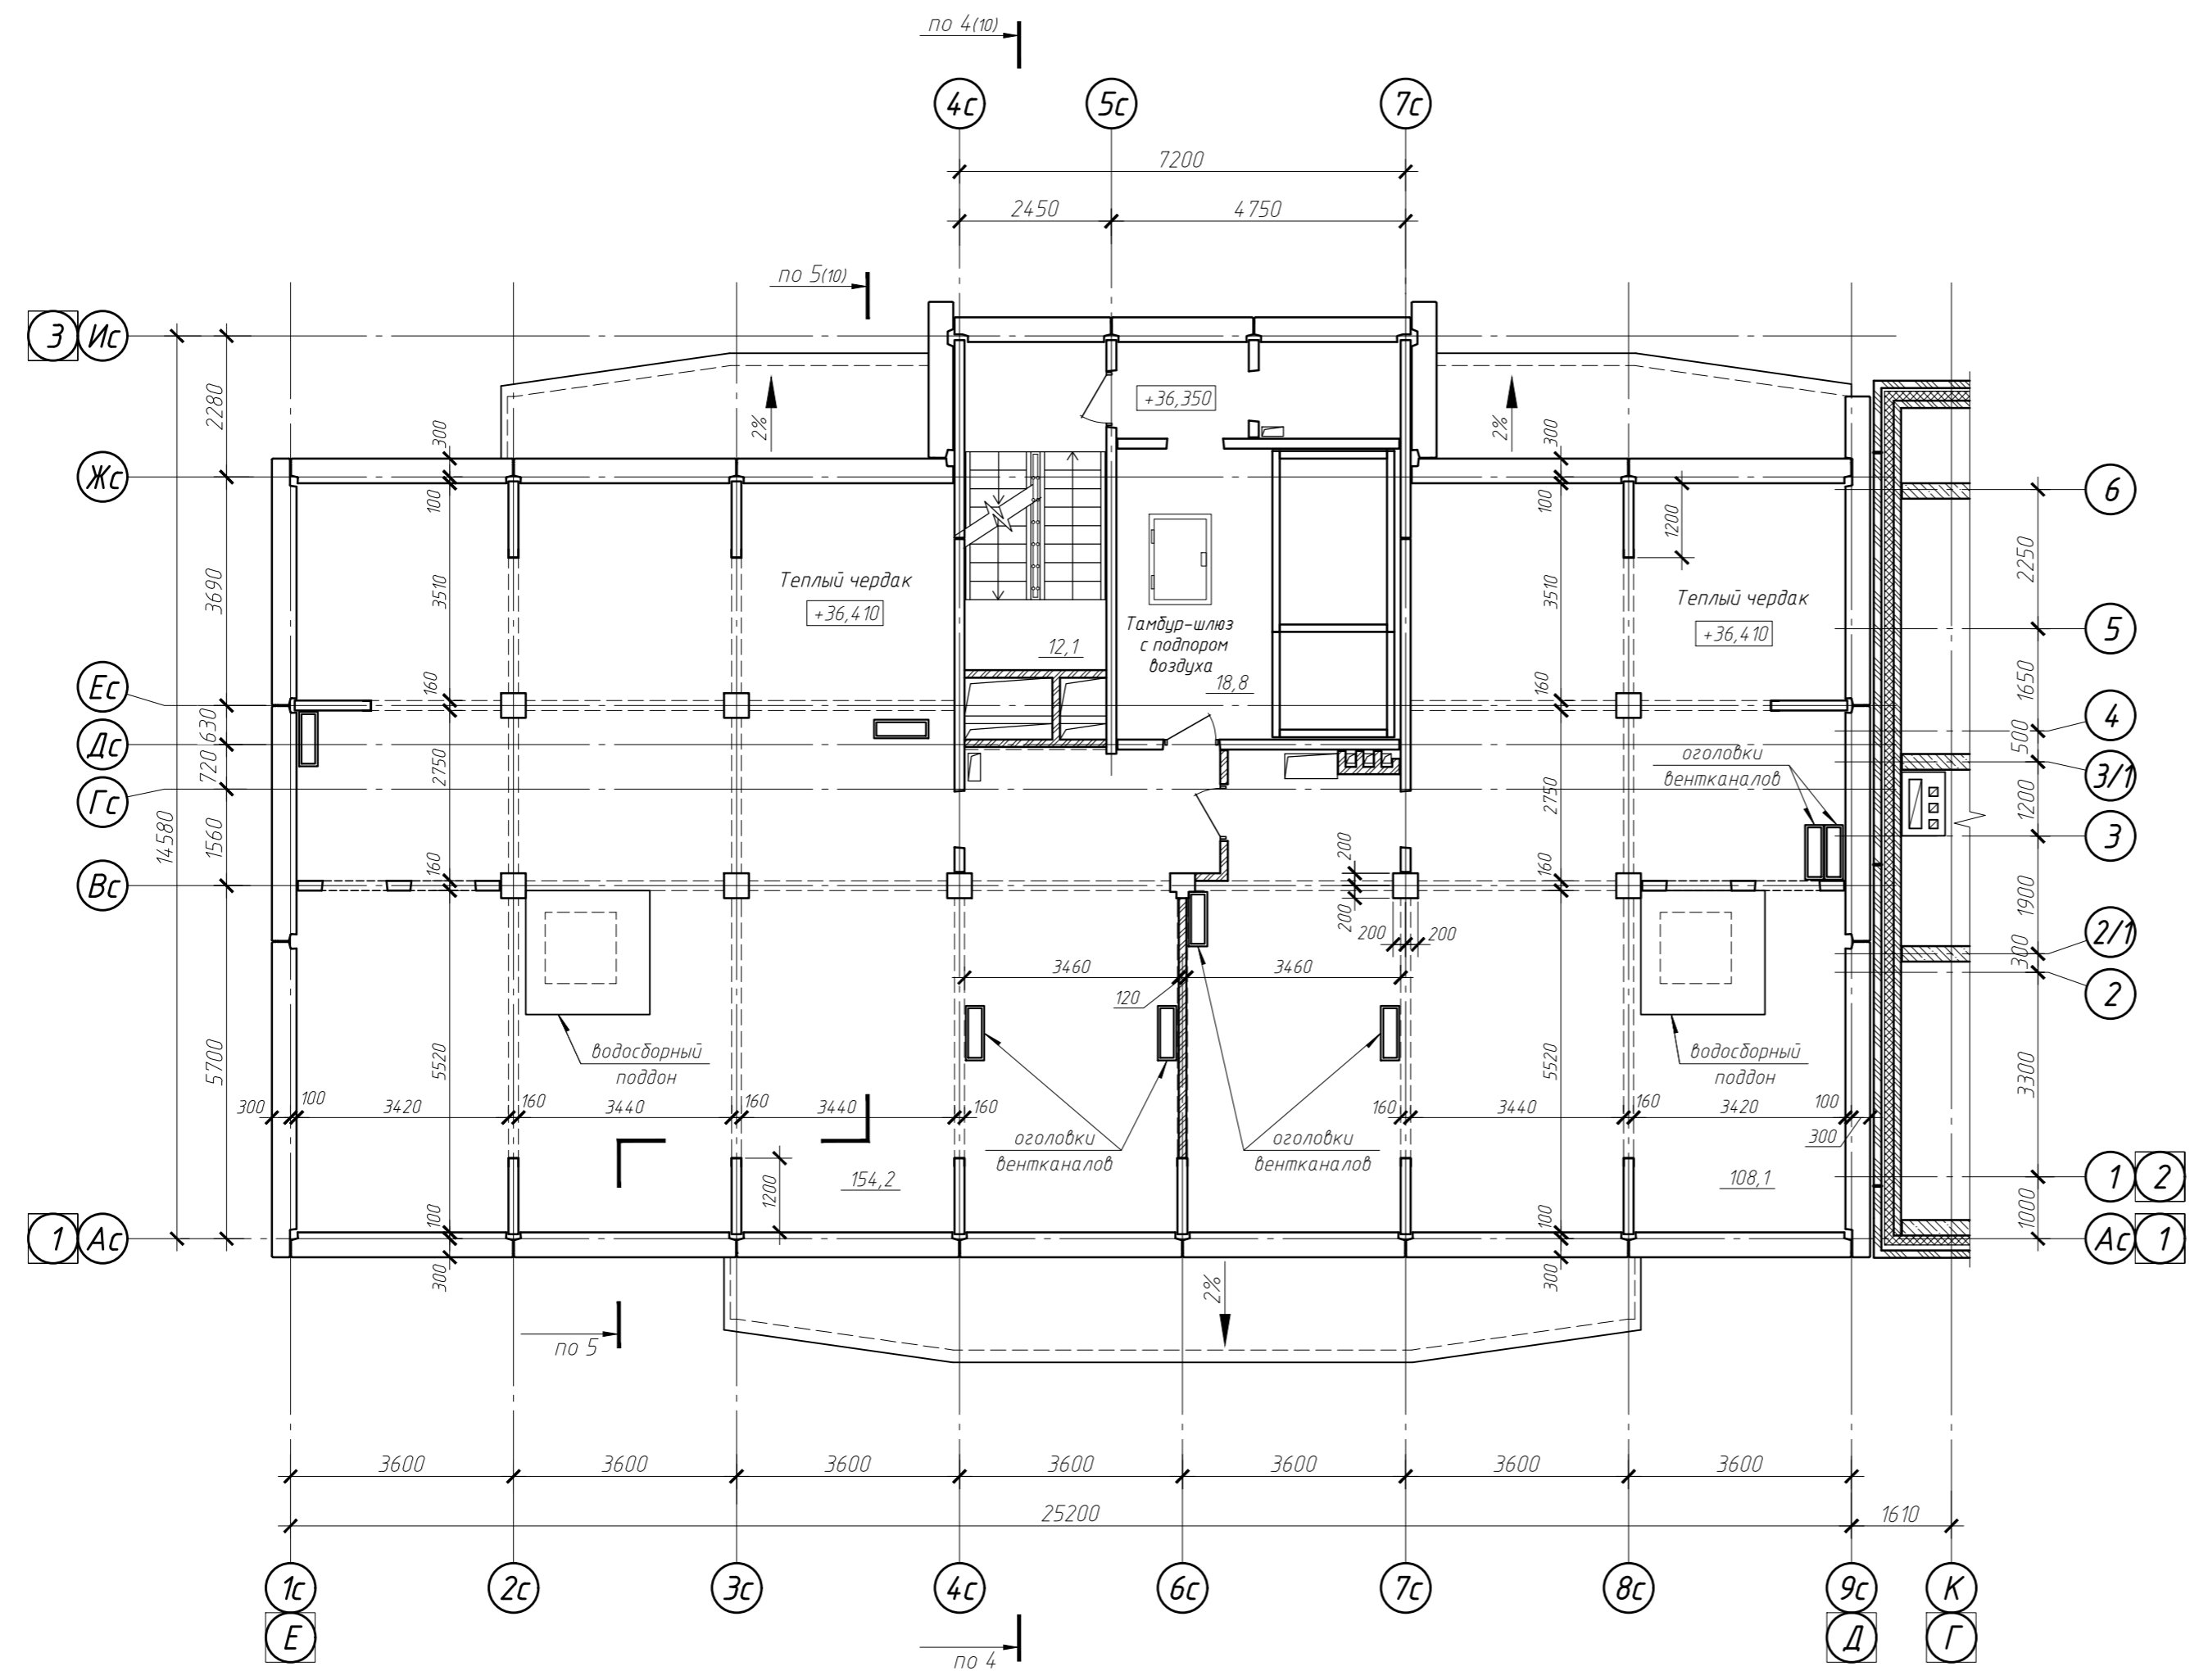 по 4(10)
4с 5с 7с
7200
2450 4750
по 5(10)
3 Ис
+36,350
2% 2%
2280
300 300
Жс
100 100
6
1200
2250
3690
3510 3510
Теплый чердак
+36,410
Теплый чердак
+36,410
5
Тамбур-шлюз
с подпором
воздуха
12,1
18,8
1650
160 160
Ес
4
630
500
Дс
оголовки
вентканалов
720
2750 2750
3/1
Гс
1200
14580
1560
3
200
160 160
Вс
1900
200
200 200
2/1
3460 3460
300
120
2
водосборный
поддон
водосборный
поддон
5700
5520 5520
3300
300 100 3420 160 3440 160 3440 160 160 3440 160 3420 100
300
оголовки
вентканалов
оголовки
вентканалов
1200
154,2
108,1
1 2
1000
100 100
1 Ас
Ас 1
300 300
2%
по 5
3600 3600 3600 3600 3600 3600 3600
25200 1610
1с 2с 3с 4с 6с 7с 8с 9с К
Е Д Г
по 4